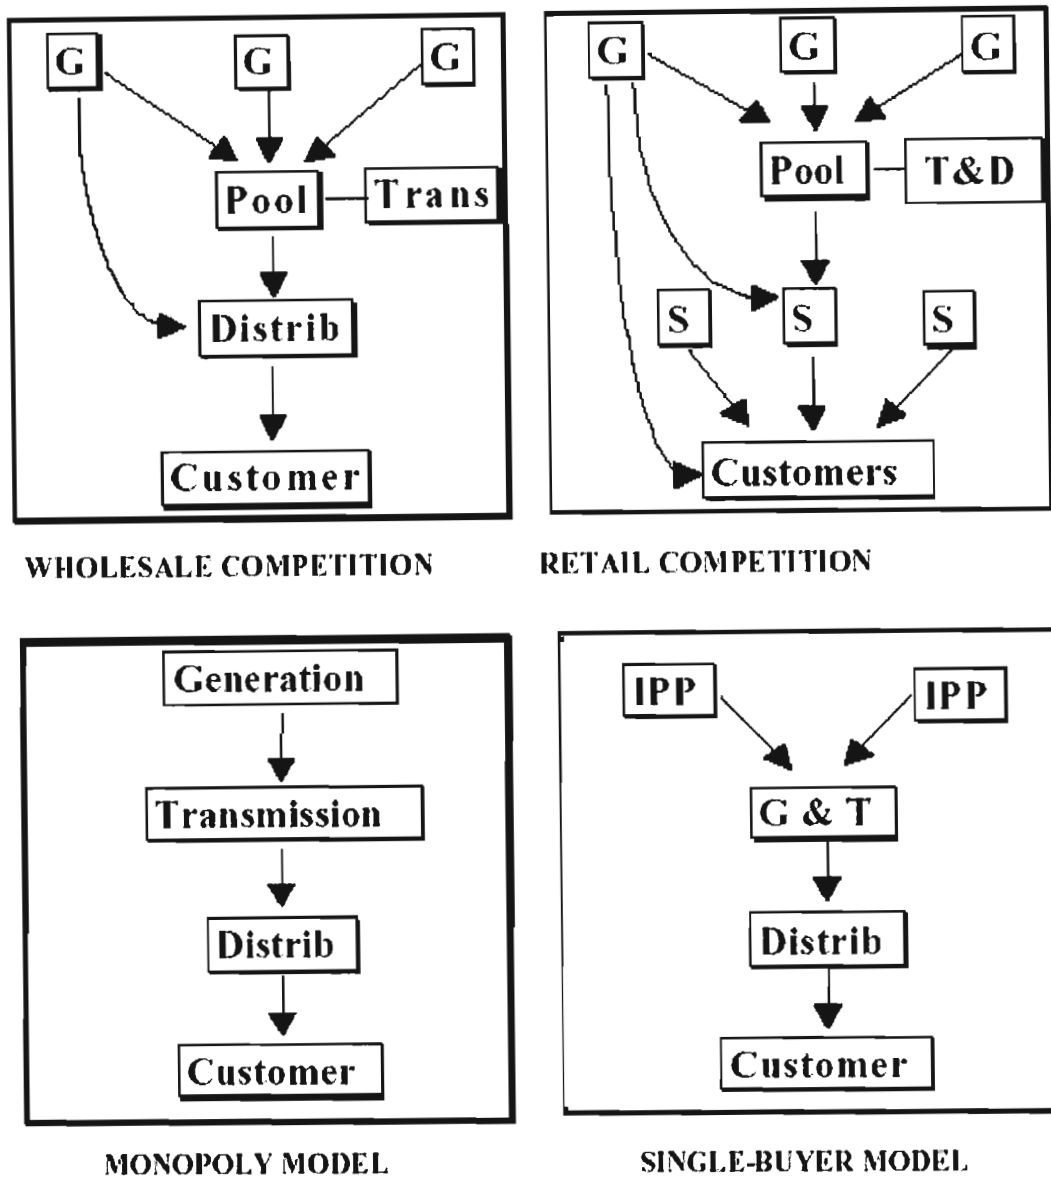 G G G
Pool Trans
Distrib
Customer
WHOLESALE COMPETITION
G G G
Pool T&D
S S S
Customers
RETAIL COMPETITION
Generation
Transmission
Distrib
Customer
MONOPOLY MODEL
IPP IPP
G & T
Distrib
Customer
SINGLE-BUYER MODEL